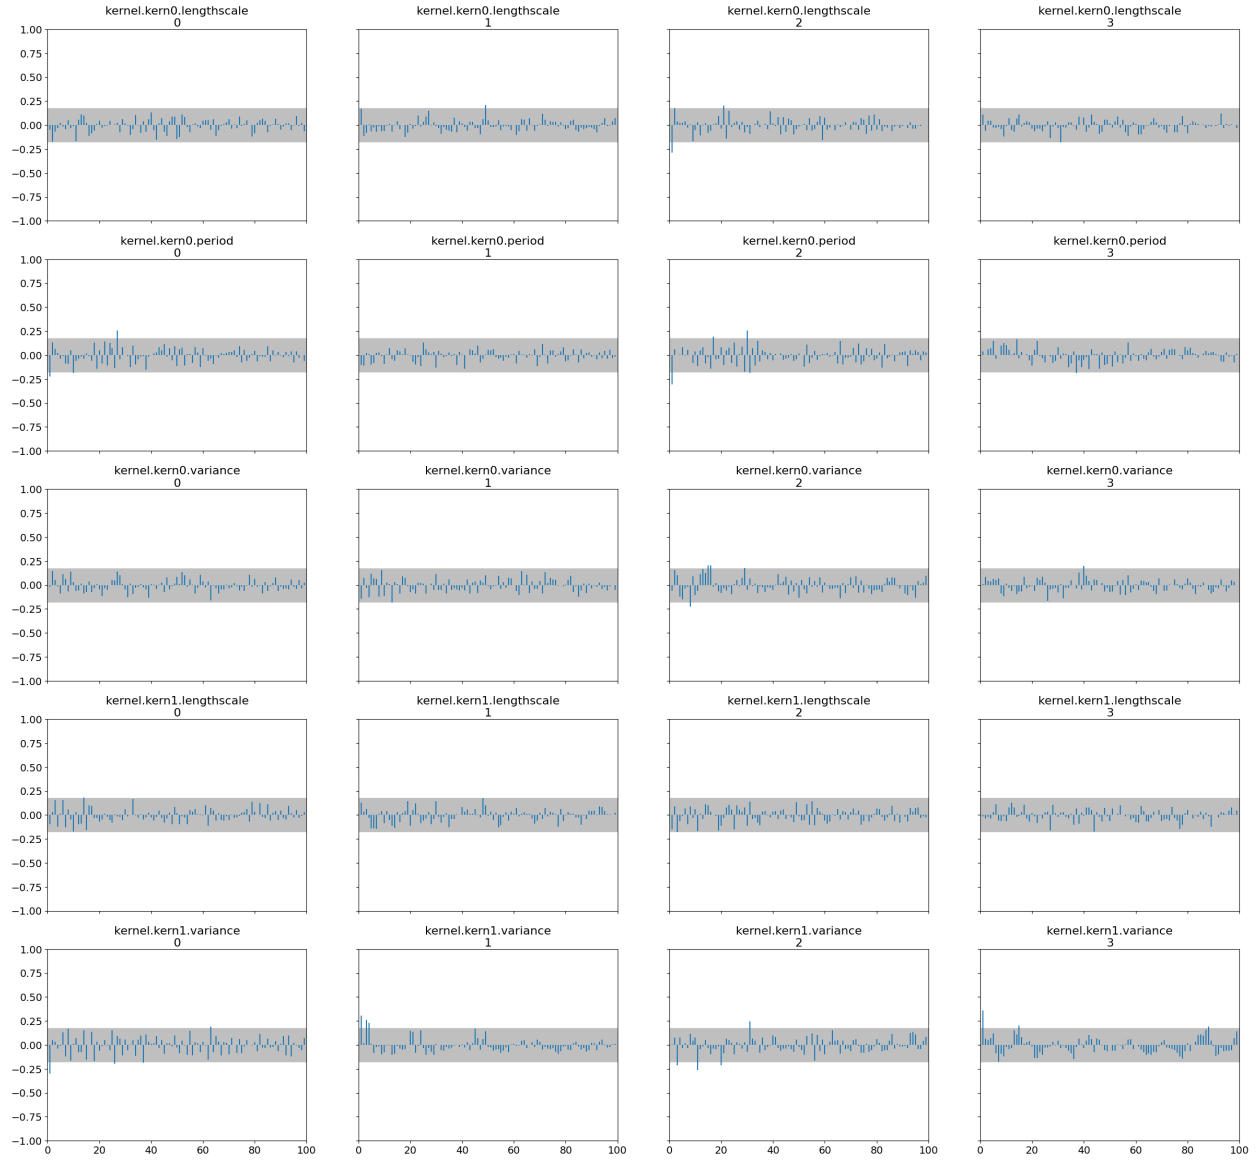 kernel.kern0.lengthscale
0
kernel.kern0.lengthscale
1
kernel.kern0.lengthscale
2
kernel.kern0.lengthscale
3
1.00
0.75
0.50
0.25
0.00
−0.25
−0.50
−0.75
−1.00
kernel.kern0.period
0
kernel.kern0.period
1
kernel.kern0.period
2
kernel.kern0.period
3
1.00
0.75
0.50
0.25
0.00
−0.25
−0.50
−0.75
−1.00
kernel.kern0.variance
0
kernel.kern0.variance
1
kernel.kern0.variance
2
kernel.kern0.variance
3
1.00
0.75
0.50
0.25
0.00
−0.25
−0.50
−0.75
−1.00
kernel.kern1.lengthscale
0
kernel.kern1.lengthscale
1
kernel.kern1.lengthscale
2
kernel.kern1.lengthscale
3
1.00
0.75
0.50
0.25
0.00
−0.25
−0.50
−0.75
−1.00
kernel.kern1.variance
0
kernel.kern1.variance
1
kernel.kern1.variance
2
kernel.kern1.variance
3
1.00
0.75
0.50
0.25
0.00
−0.25
−0.50
−0.75
−1.00
0 20 40 60 80 100
0 20 40 60 80 100
0 20 40 60 80 100
0 20 40 60 80 100